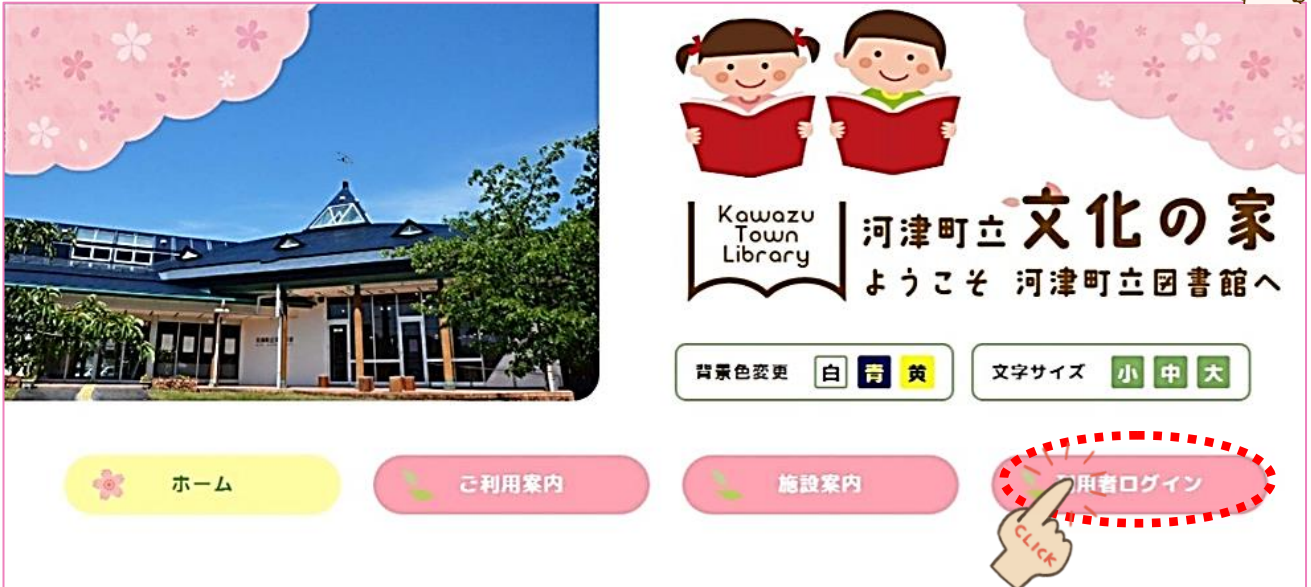 Kawazu
Town
Library
河津町立 文化の家
ようこそ 河津町立図書館へ
背景色変更 白 青 黄
文字サイズ 小 中 大
ホーム
ご利用案内
施設案内
用者ログイン
CLICK